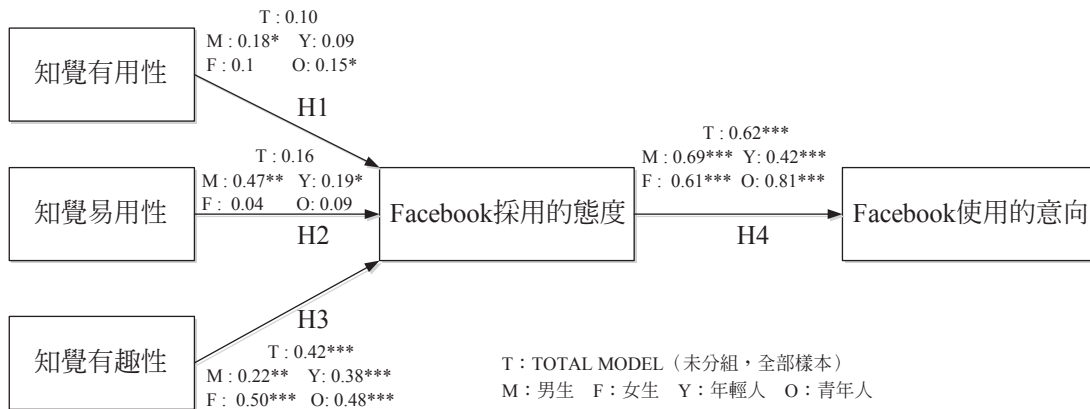 T : 0.10
M : 0.18* Y: 0.09
F : 0.1 O: 0.15*
知覺有用性
H1
T : 0.16
M : 0.47** Y: 0.19*
F : 0.04 O: 0.09
知覺易用性
H2
Facebook採用的態度
T : 0.62***
M : 0.69*** Y: 0.42***
F : 0.61*** O: 0.81***
H4
Facebook使用的意向
知覺有趣性
H3
T : 0.42***
M : 0.22** Y: 0.38***
F : 0.50*** O: 0.48***
T：TOTAL MODEL（未分組，全部樣本）
M：男生 F：女生 Y：年輕人 O：青年人